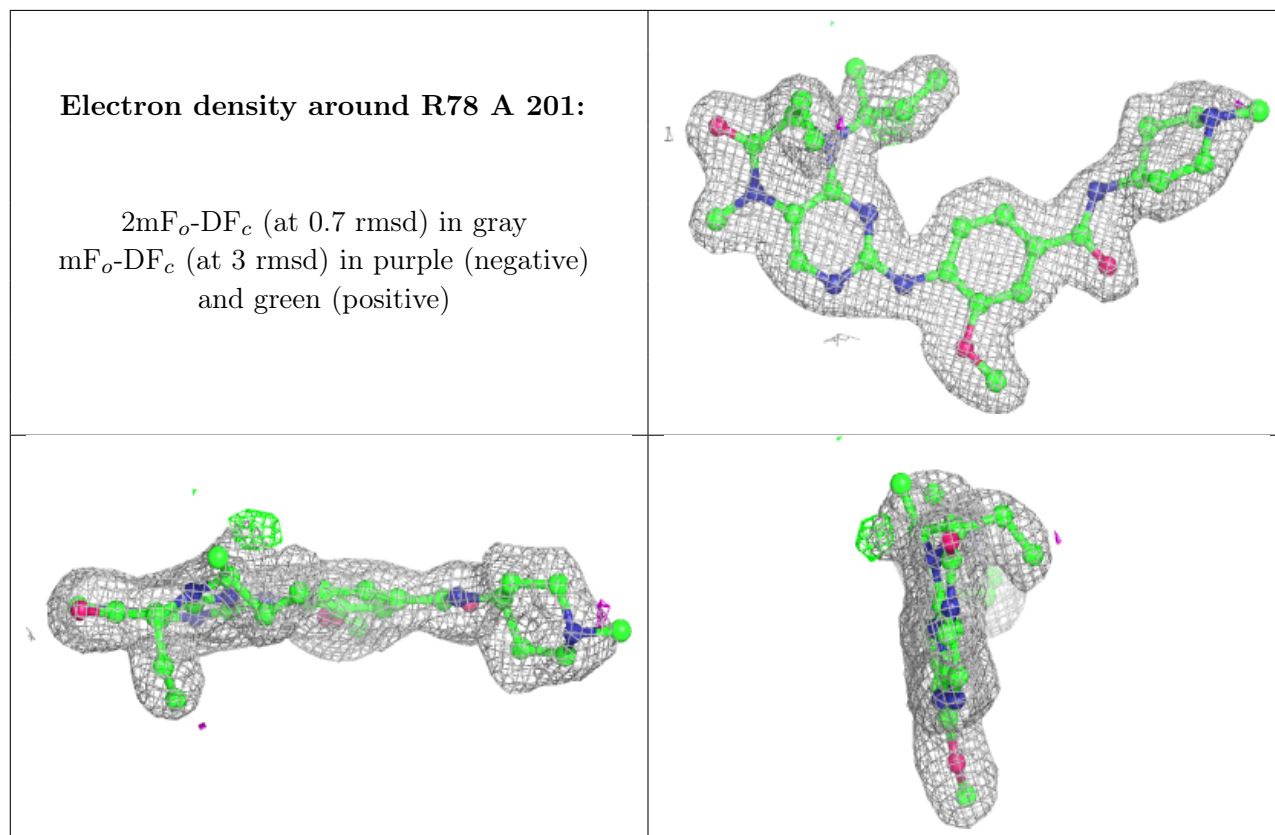 Electron density around R78 A 201:
2mFo-DFc (at 0.7 rmsd) in gray
mFo-DFc (at 3 rmsd) in purple (negative)
and green (positive)